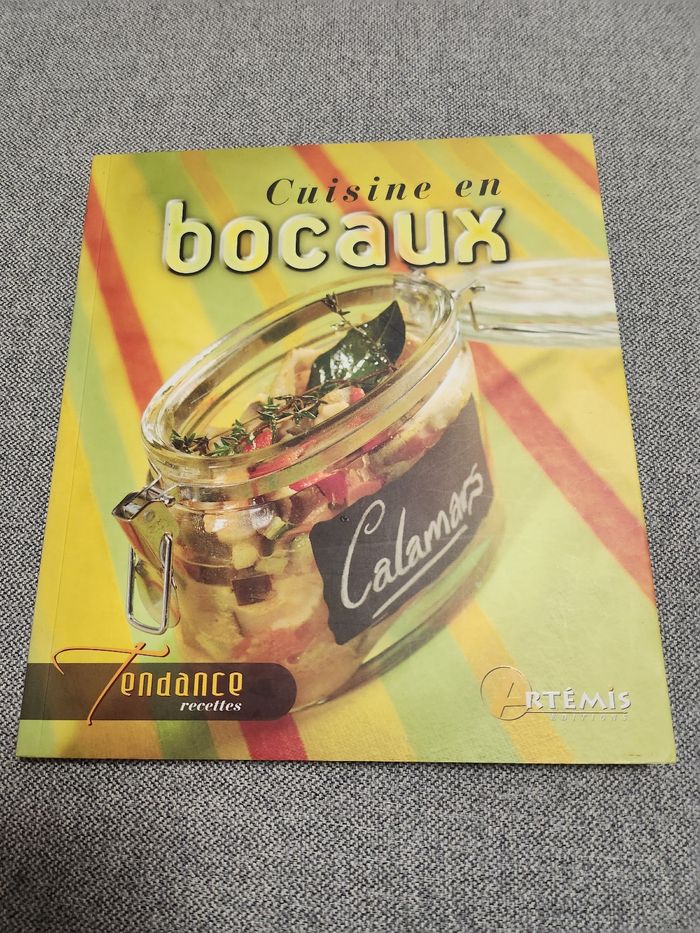 Cuisine en
bocaux
Calamars
Tendance
recettes
ARTÉMIS
ÉDITIONS